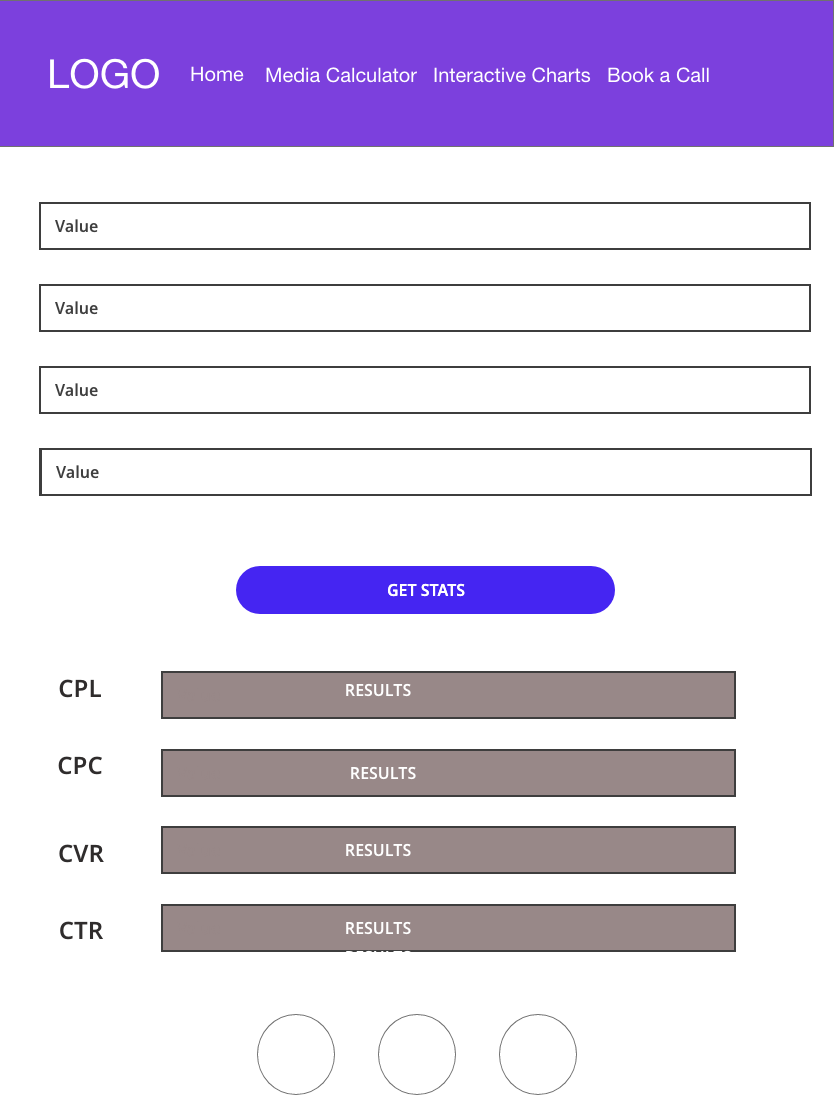 LOGO Home Media Calculator Interactive Charts Book a Call
Value
Value
Value
Value
GET STATS
CPL RESULTS
CPC RESULTS
CVR RESULTS
CTR RESULTS